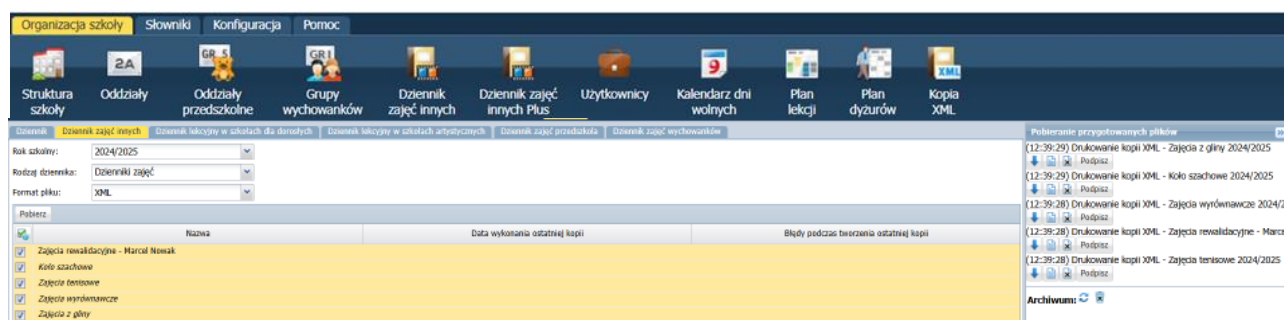 Organizacja szkoły Słowniki Konfiguracja Pomoc
2A GR 5 GR I 9 XML
Struktura szkoły
Oddziały
Oddziały przedszkolne
Grupy wychowanków
Dziennik zajęć innych
Dziennik zajęć innych Plus
Użytkownicy
Kalendarz dni wolnych
Plan lekcji
Plan dyżurów
Kopia XML
Dziennik Dziennik zajęć innych Dziennik lekcyjny w szkołach dla dorosłych Dziennik lekcyjny w szkołach artystycznych Dziennik zajęć przedszkola Dziennik zajęć wychowanków
Rok szkolny: 2024/2025
Rodzaj dziennika: Dzienniki zajęć
Format pliku: XML
Pobierz
Nazwa Data wykonania ostatniej kopii Błędy podczas tworzenia ostatniej kopii
Zajęcia rewalidacyjne - Marcel Nowak
Koło szachowe
Zajęcia tenisowe
Zajęcia wyrównawcze
Zajęcia z gliny
Pobieranie przygotowanych plików
(12:39:29) Drukowanie kopii XML - Zajęcia z gliny 2024/2025
Podpisz
(12:39:29) Drukowanie kopii XML - Koło szachowe 2024/2025
Podpisz
(12:39:28) Drukowanie kopii XML - Zajęcia wyrównawcze 2024/2
Podpisz
(12:39:28) Drukowanie kopii XML - Zajęcia rewalidacyjne - Marce
Podpisz
(12:39:28) Drukowanie kopii XML - Zajęcia tenisowe 2024/2025
Podpisz
Archiwum: